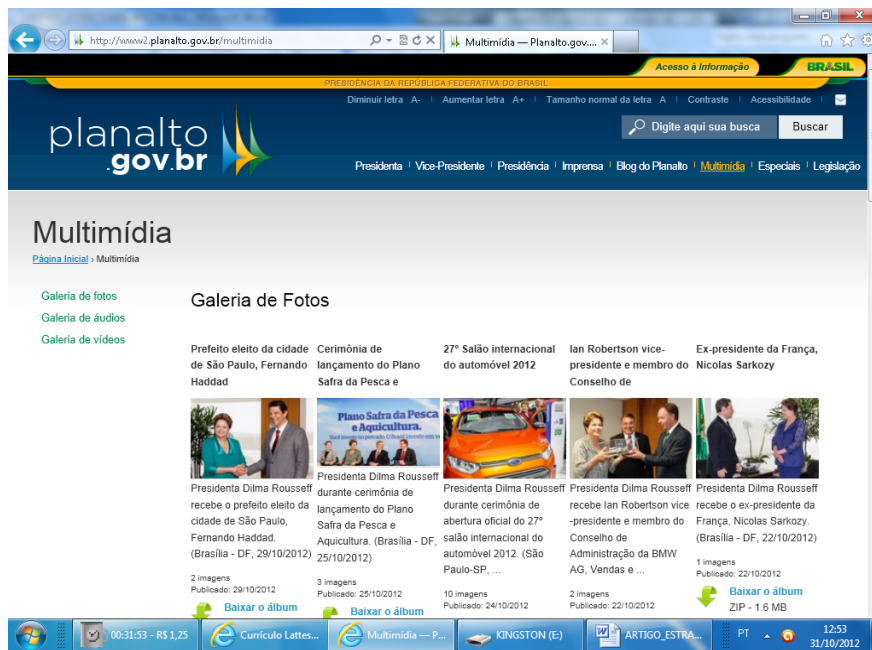 http://www2.planalto.gov.br/multimidia
Multimídia — Planalto.gov....
Acesso à Informação
BRASIL
PRESIDÊNCIA DA REPÚBLICA FEDERATIVA DO BRASIL
Diminuir letra A- Aumentar letra A+ Tamanho normal da letra A Contraste Acessibilidade
planalto
.gov.br
Digite aqui sua busca
Buscar
Presidenta Vice-Presidente Presidência Imprensa Blog do Planalto Multimídia Especiais Legislação
Multimídia
Página Inicial › Multimídia
Galeria de fotos
Galeria de áudios
Galeria de vídeos
Galeria de Fotos
Prefeito eleito da cidade
de São Paulo, Fernando
Haddad
Presidenta Dilma Rousseff
recebe o prefeito eleito da
cidade de São Paulo,
Fernando Haddad.
(Brasília - DF, 29/10/2012)
2 imagens
Publicado: 29/10/2012
Baixar o álbum
Cerimônia de
lançamento do Plano
Safra da Pesca e
Plano Safra da Pesca
e Aquicultura.
Presidenta Dilma Rousseff
durante cerimônia de
lançamento do Plano
Safra da Pesca e
Aquicultura. (Brasília - DF,
25/10/2012)
3 imagens
Publicado: 25/10/2012
Baixar o álbum
27º Salão internacional
do automóvel 2012
Presidenta Dilma Rousseff
durante cerimônia de
abertura oficial do 27º
salão internacional do
automóvel 2012. (São
Paulo-SP, ...
10 imagens
Publicado: 24/10/2012
Ian Robertson vice-
presidente e membro do
Conselho de
Presidenta Dilma Rousseff
recebe Ian Robertson vice
-presidente e membro do
Conselho de
Administração da BMW
AG, Vendas e ...
2 imagens
Publicado: 22/10/2012
Ex-presidente da França,
Nicolas Sarkozy
Presidenta Dilma Rousseff
recebe o ex-presidente da
França, Nicolas Sarkozy.
(Brasília - DF, 22/10/2012)
1 imagens
Publicado: 22/10/2012
Baixar o álbum
ZIP - 1.6 MB
00:31:53 - R$ 1,25
Currículo Lattes...
Multimídia — P...
KINGSTON (E:)
ARTIGO_ESTRA...
PT
12:53
31/10/2012